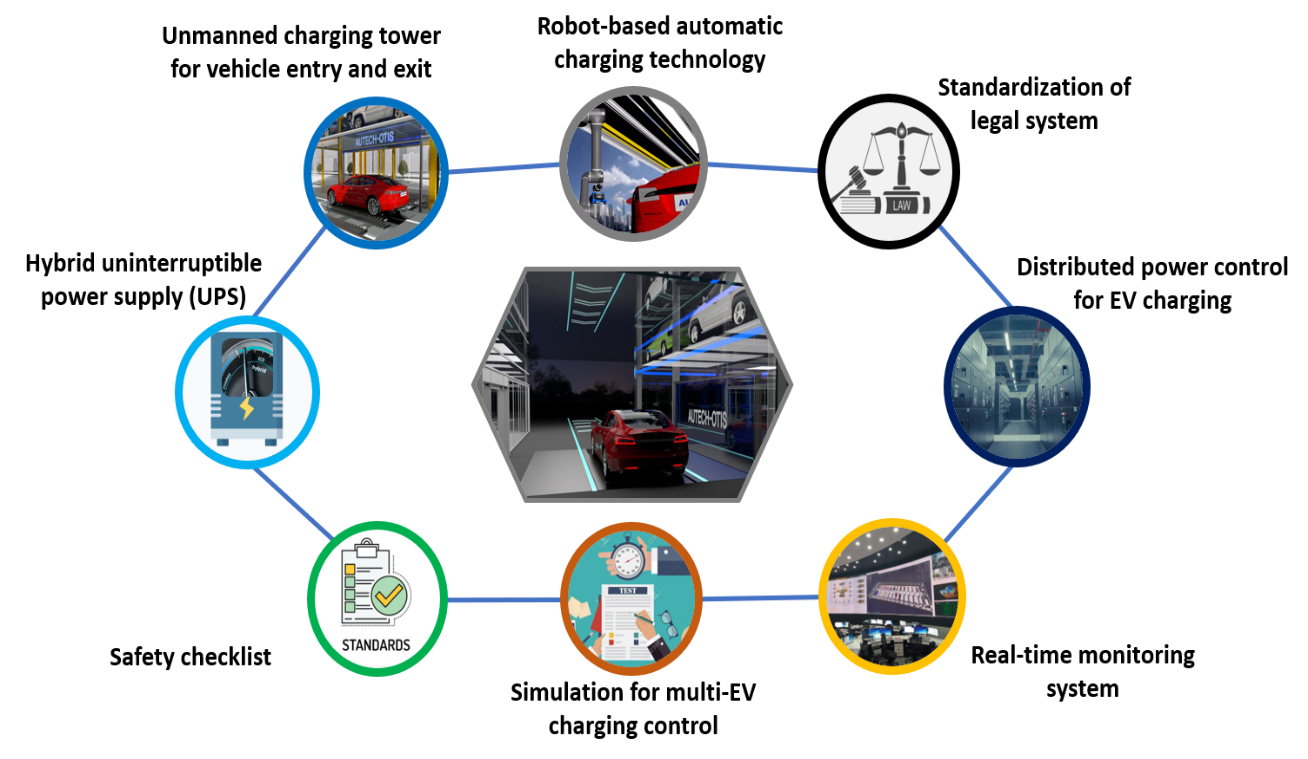 Unmanned charging tower
for vehicle entry and exit
Robot-based automatic
charging technology
Standardization of
legal system
AUTECH-OTIS
AU
LAW
Hybrid uninterruptible
power supply (UPS)
Distributed power control
for EV charging
hybrid
AUTECH-OTIS
TEST
STANDARDS
Safety checklist
Simulation for multi-EV
charging control
Real-time monitoring
system